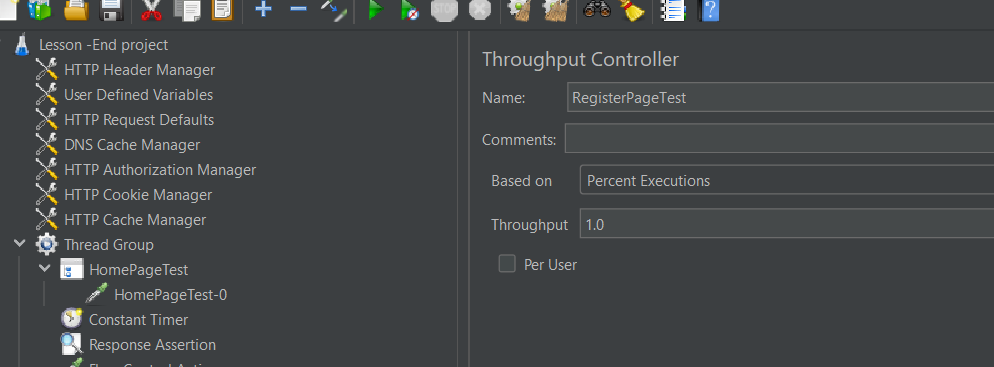 Lesson -End project
HTTP Header Manager
User Defined Variables
HTTP Request Defaults
DNS Cache Manager
HTTP Authorization Manager
HTTP Cookie Manager
HTTP Cache Manager
Thread Group
HomePageTest
HomePageTest-0
Constant Timer
Response Assertion
Throughput Controller
Name: RegisterPageTest
Comments:
Based on Percent Executions
Throughput 1.0
Per User